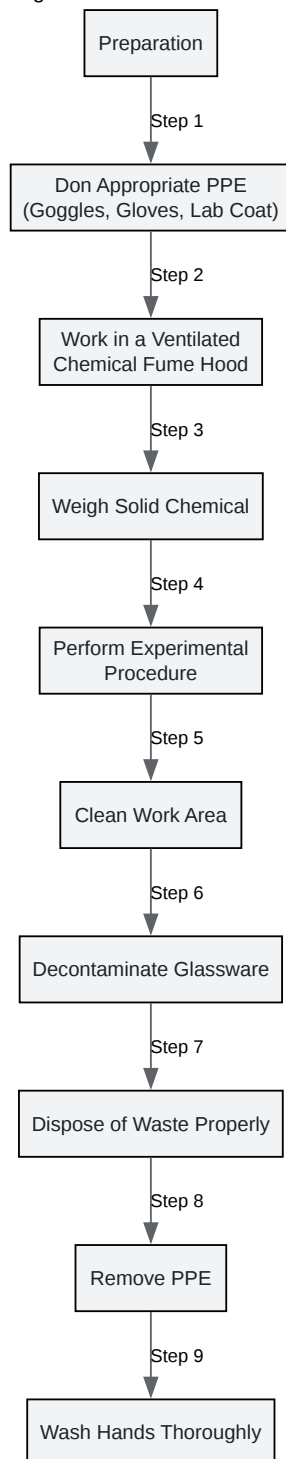 Preparation
Step 1
Don Appropriate PPE
(Goggles, Gloves, Lab Coat)
Step 2
Work in a Ventilated
Chemical Fume Hood
Step 3
Weigh Solid Chemical
Step 4
Perform Experimental
Procedure
Step 5
Clean Work Area
Step 6
Decontaminate Glassware
Step 7
Dispose of Waste Properly
Step 8
Remove PPE
Step 9
Wash Hands Thoroughly